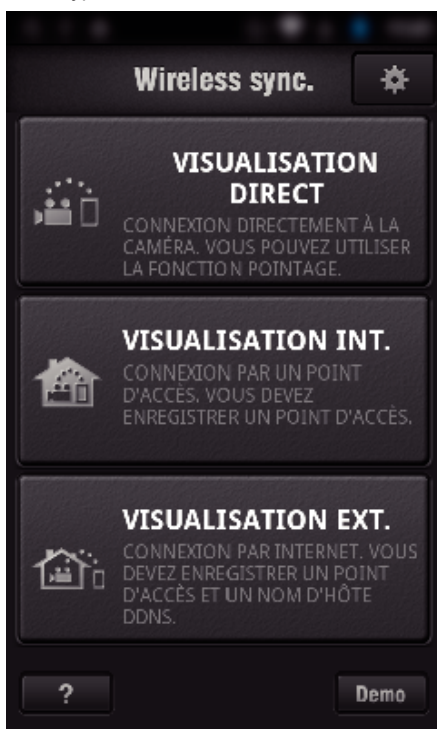 Wireless sync.
VISUALISATI
DIRECT
CONNEXION DIRECTEMENT À LA
CAMÉRA. VOUS POUVEZ UTILISER
LA FONCTION POINTAGE.
VISUALISATION INT.
CONNEXION PAR UN POINT
D'ACCÈS. VOUS DEVEZ
ENREGISTRER UN POINT D'ACCÈS.
VISUALISATION EXT.
CONNEXION PAR INTERNET. VOUS
DEVEZ ENREGISTRER UN POINT
D'ACCÈS ET UN NOM D'HÔTE
DDNS.
?
Demo